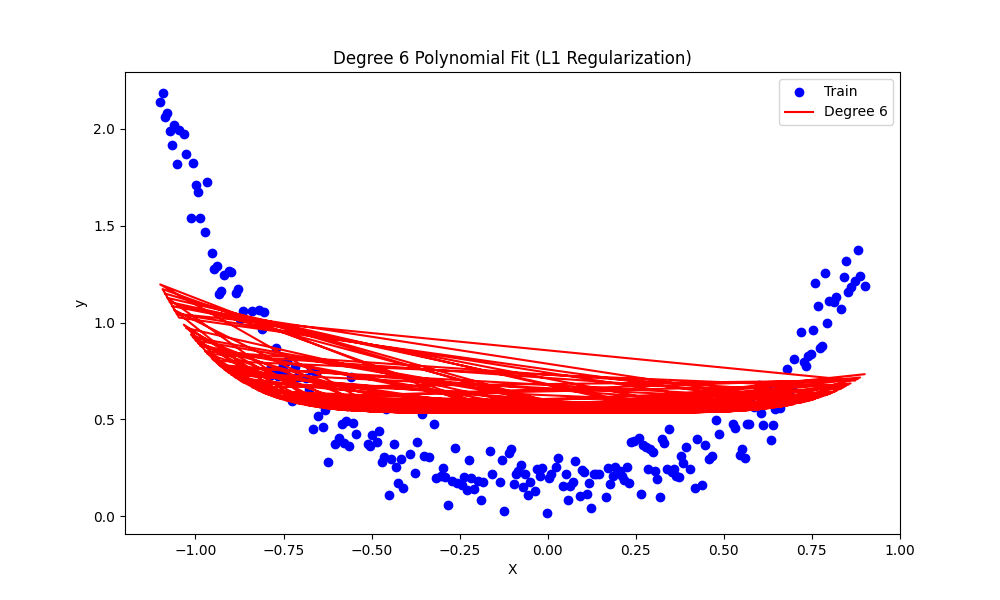 Degree 6 Polynomial Fit (L1 Regularization)
Train
Degree 6
y
2.0
1.5
1.0
0.5
0.0
−1.00 −0.75 −0.50 −0.25 0.00 0.25 0.50 0.75 1.00
X